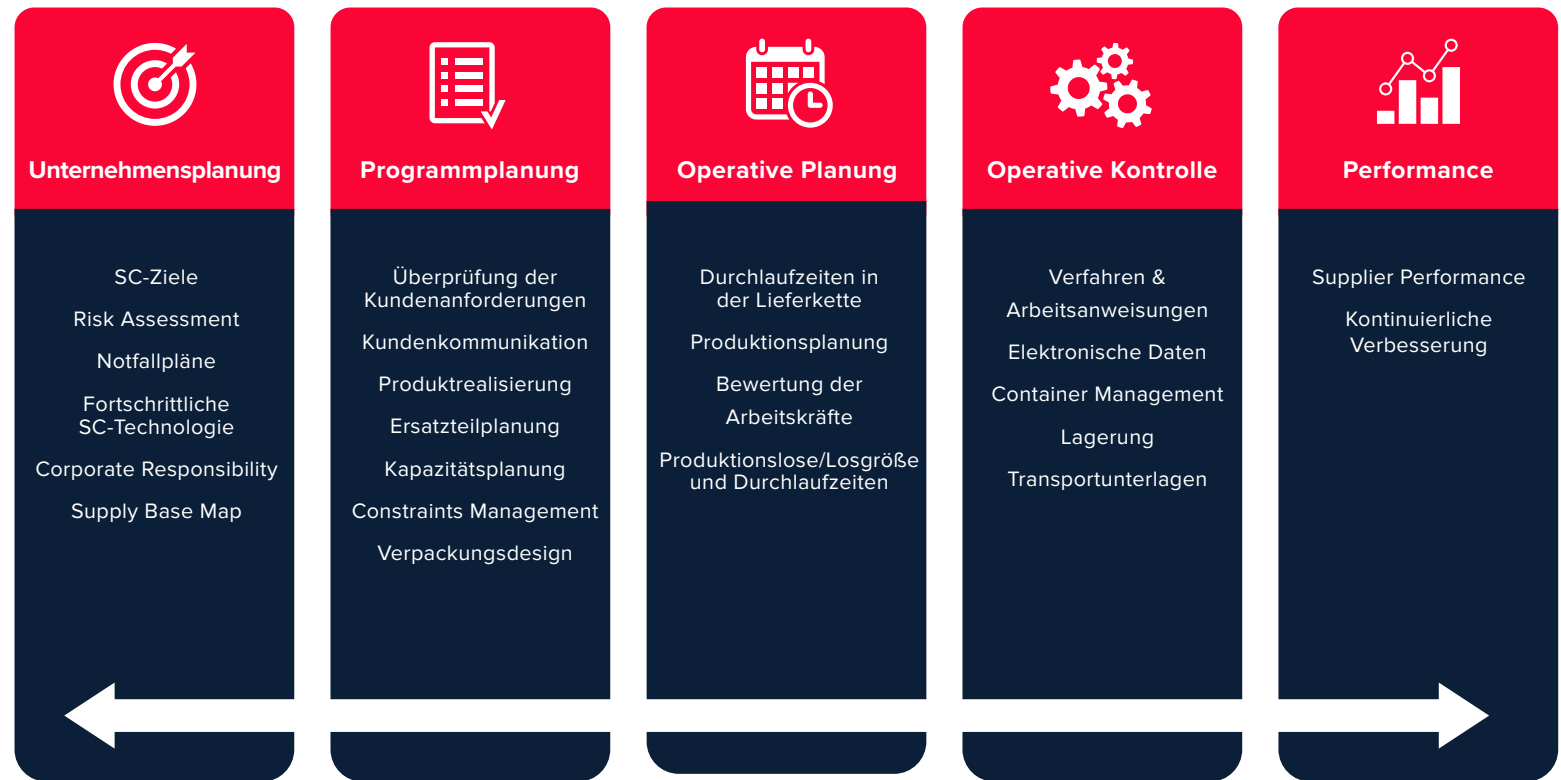 Unternehmensplanung
SC-Ziele
Risk Assessment
Notfallpläne
Fortschrittliche
SC-Technologie
Corporate Responsibility
Supply Base Map
Programmplanung
Überprüfung der
Kundenanforderungen
Kundenkommunikation
Produktrealisierung
Ersatzteilplanung
Kapazitätsplanung
Constraints Management
Verpackungsdesign
Operative Planung
Durchlaufzeiten in
der Lieferkette
Produktionsplanung
Bewertung der
Arbeitskräfte
Produktionslose/Losgröße
und Durchlaufzeiten
Operative Kontrolle
Verfahren &
Arbeitsanweisungen
Elektronische Daten
Container Management
Lagerung
Transportunterlagen
Performance
Supplier Performance
Kontinuierliche
Verbesserung